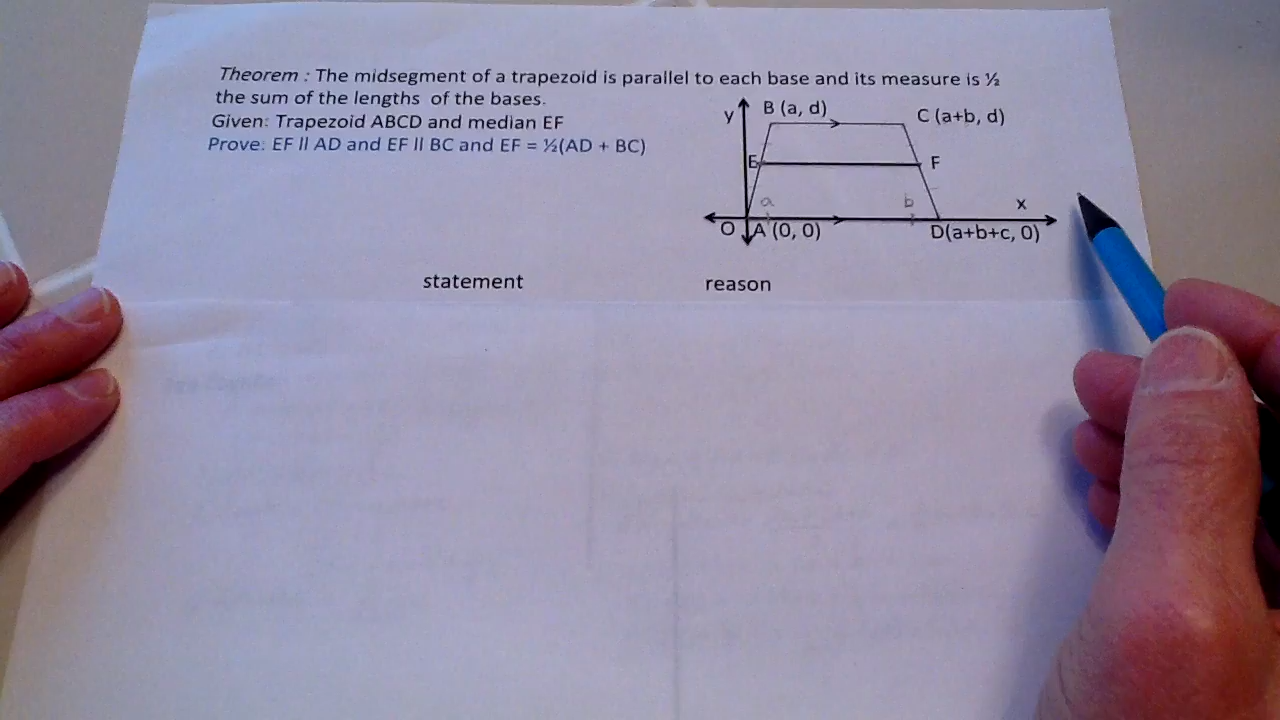 Theorem : The midsegment of a trapezoid is parallel to each base and its measure is ½
the sum of the lengths of the bases.
Given: Trapezoid ABCD and median EF
Prove: EF ll AD and EF ll BC and EF = ½(AD + BC)
y
B (a, d)
C (a+b, d)
E
F
a
b
x
O
A (0, 0)
D(a+b+c, 0)
statement
reason